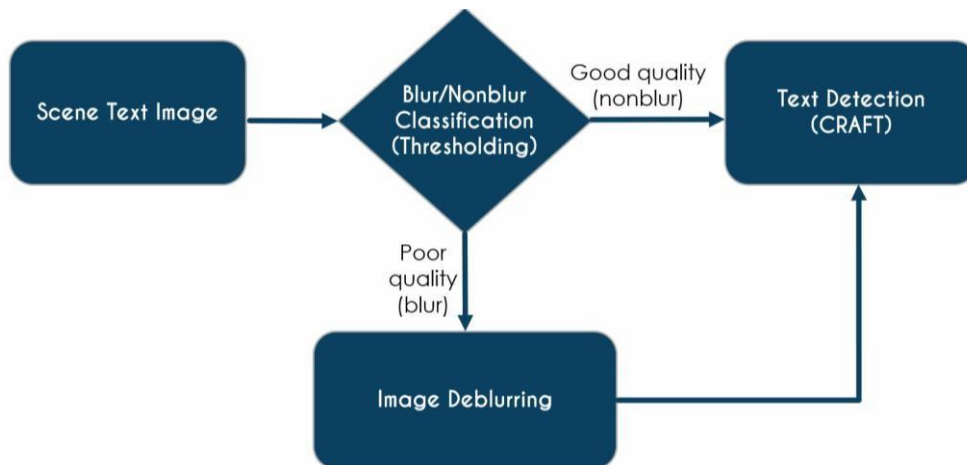 Scene Text Image
Blur/Nonblur
Classification
(Thresholding)
Good quality
(nonblur)
Text Detection
(CRAFT)
Poor
quality
(blur)
Image Deblurring